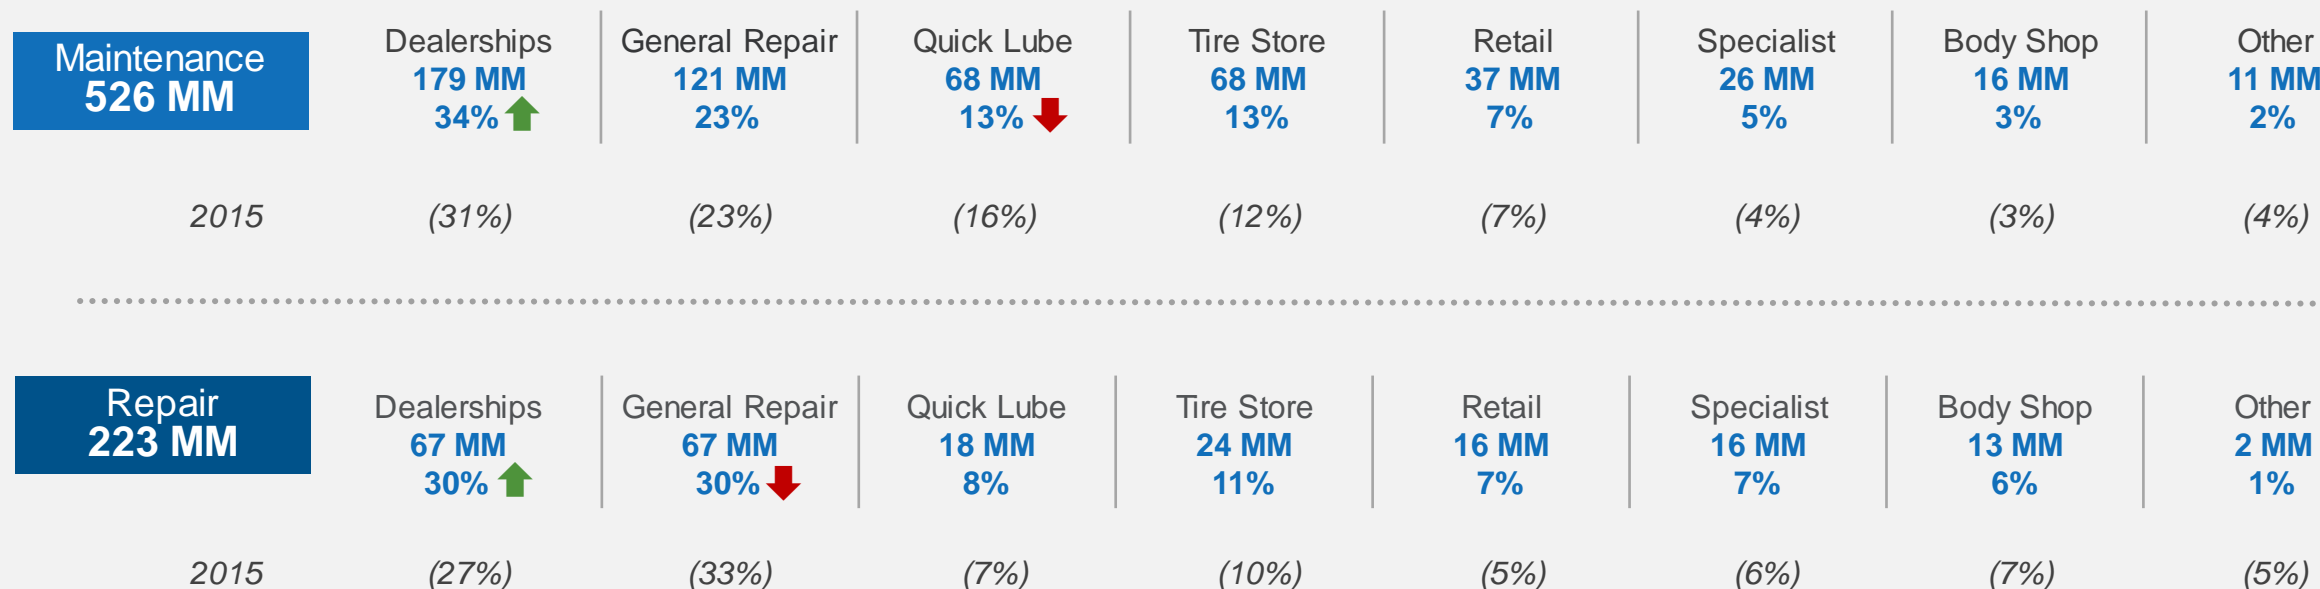 Maintenance
526 MM
Dealerships
179 MM
34%
General Repair
121 MM
23%
Quick Lube
68 MM
13%
Tire Store
68 MM
13%
Retail
37 MM
7%
Specialist
26 MM
5%
Body Shop
16 MM
3%
Other
11 MM
2%
2015 (31%) (23%) (16%) (12%) (7%) (4%) (3%) (4%)
Repair
223 MM
Dealerships
67 MM
30%
General Repair
67 MM
30%
Quick Lube
18 MM
8%
Tire Store
24 MM
11%
Retail
16 MM
7%
Specialist
16 MM
7%
Body Shop
13 MM
6%
Other
2 MM
1%
2015 (27%) (33%) (7%) (10%) (5%) (6%) (7%) (5%)